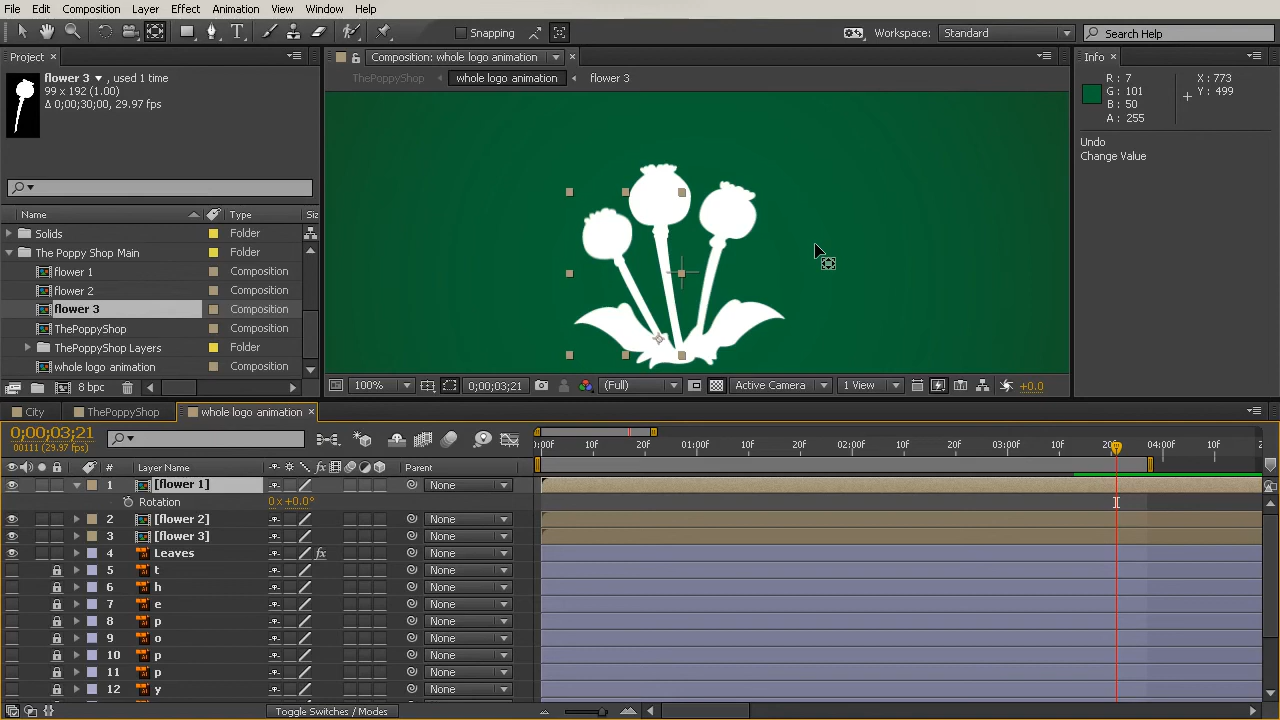 File Edit Composition Layer Effect Animation View Window Help
Snapping Workspace: Standard Search Help
Project Composition: whole logo animation Info
flower 3 , used 1 time
99 x 192 (1.00)
Δ 0;00;30;00, 29.97 fps
ThePoppyShop whole logo animation flower 3
R : 7
G : 101
B : 50
A : 255
X : 773
Y : 499
Undo
Change Value
Name Type Siz
Solids Folder
The Poppy Shop Main Folder
flower 1 Composition
flower 2 Composition
flower 3 Composition
ThePoppyShop Composition
ThePoppyShop Layers Folder
whole logo animation Composition
8 bpc 100% 0;00;03;21 (Full) Active Camera 1 View +0.0
City ThePoppyShop whole logo animation
0;00;03;21
00111 (29.97 fps)
0:00F 10f 20f 01:00f 10f 20f 02:00f 10f 20f 03:00f 10f 20f 04:00f 10f
# Layer Name fx Parent
1 [flower 1] None
Rotation 0x+0.0°
2 [flower 2] None
3 [flower 3] None
4 Leaves fx None
5 t None
6 h None
7 e None
8 p None
9 o None
10 p None
11 p None
12 y None
Toggle Switches / Modes